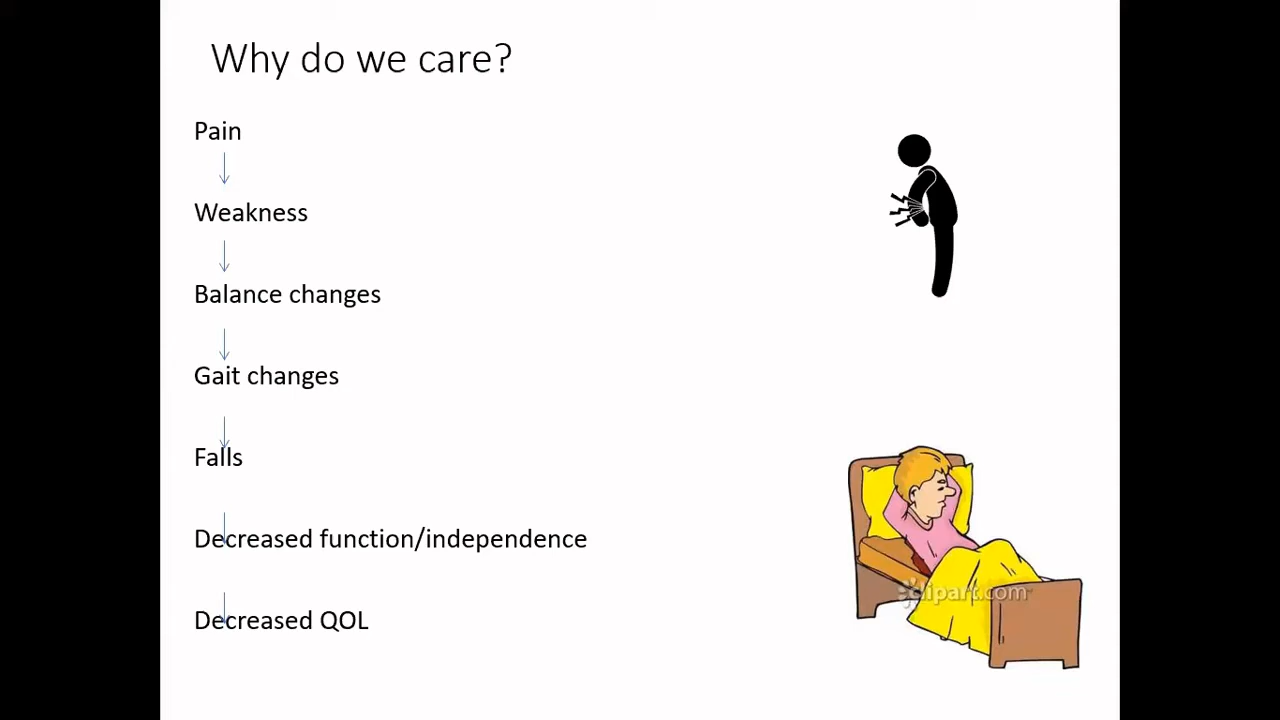 Why do we care?
Pain
Weakness
Balance changes
Gait changes
Falls
Decreased function/independence
Decreased QOL
clipart.com